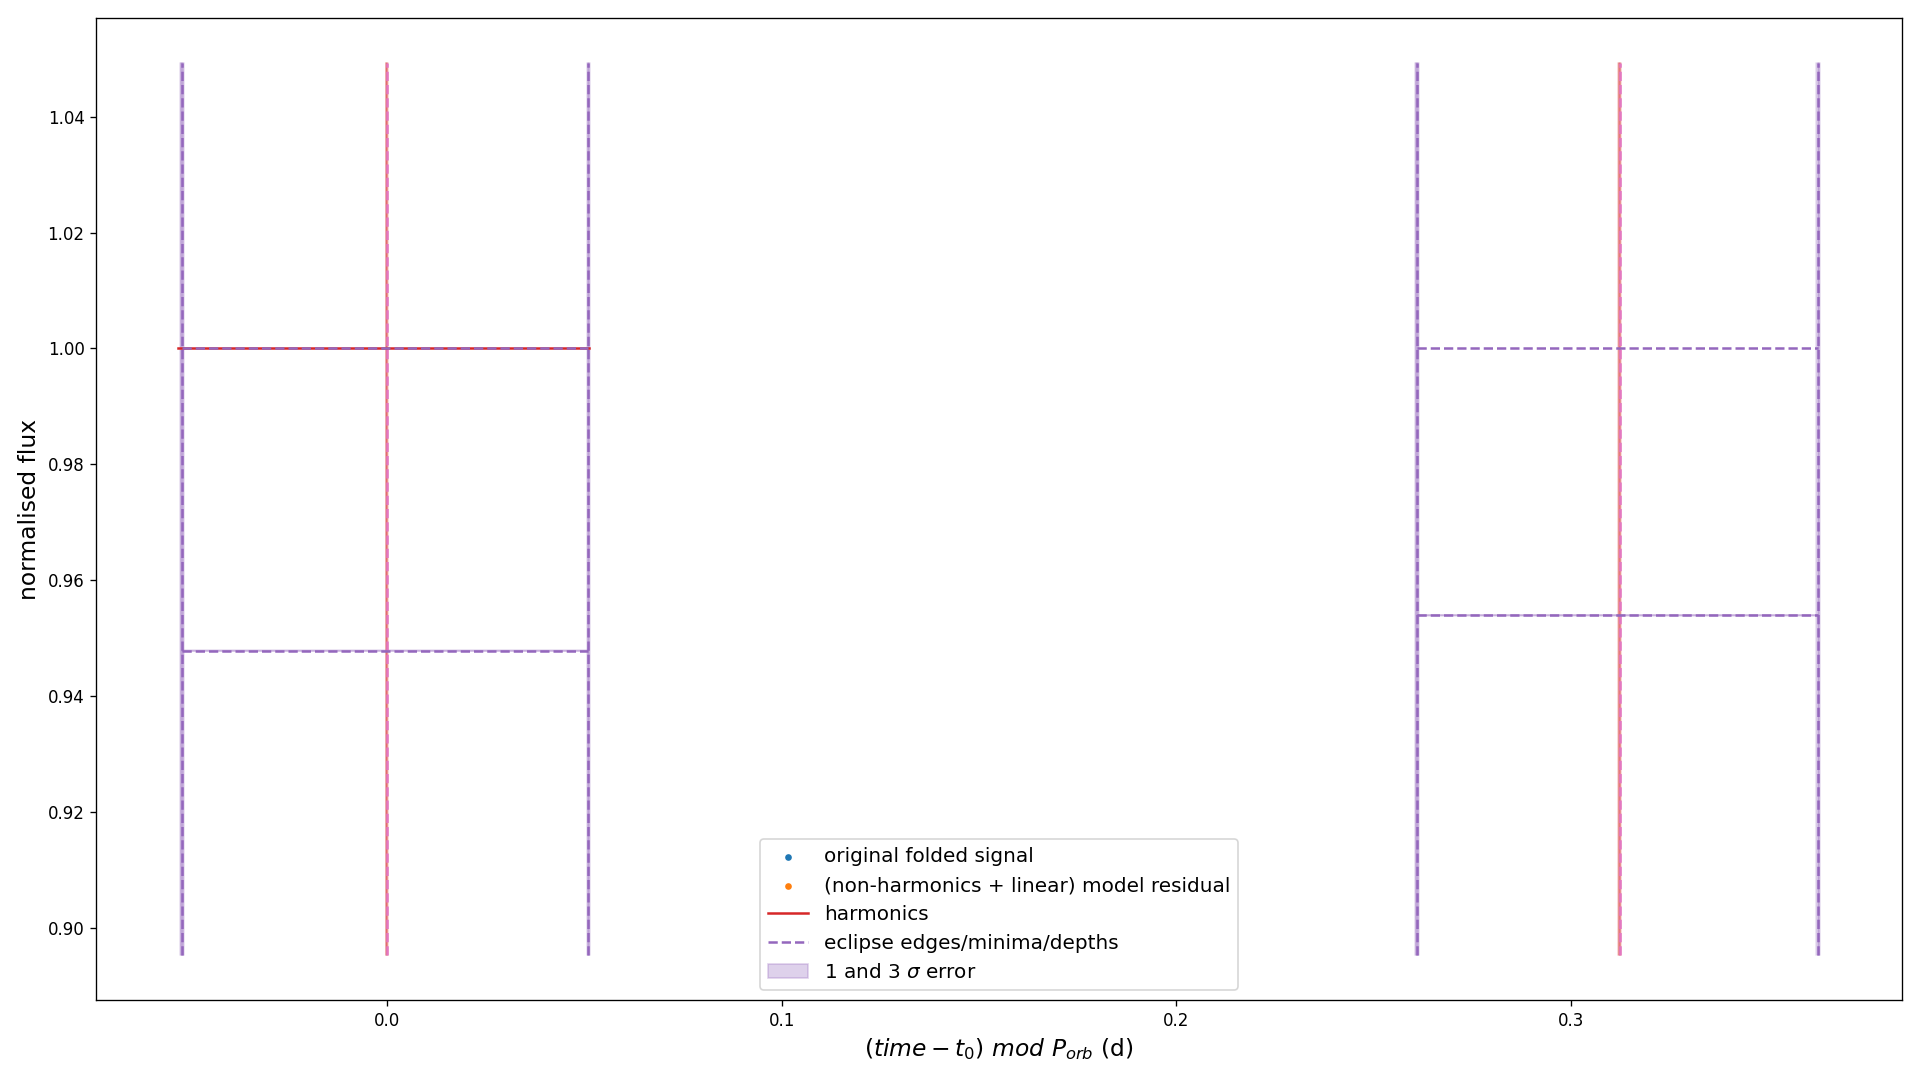 normalised flux
1.04
1.02
1.00
0.98
0.96
0.94
0.92
0.90
original folded signal
(non-harmonics + linear) model residual
harmonics
eclipse edges/minima/depths
1 and 3 σ error
0.0 0.1 0.2 0.3
(time − t₀) mod Pₒᵣb (d)